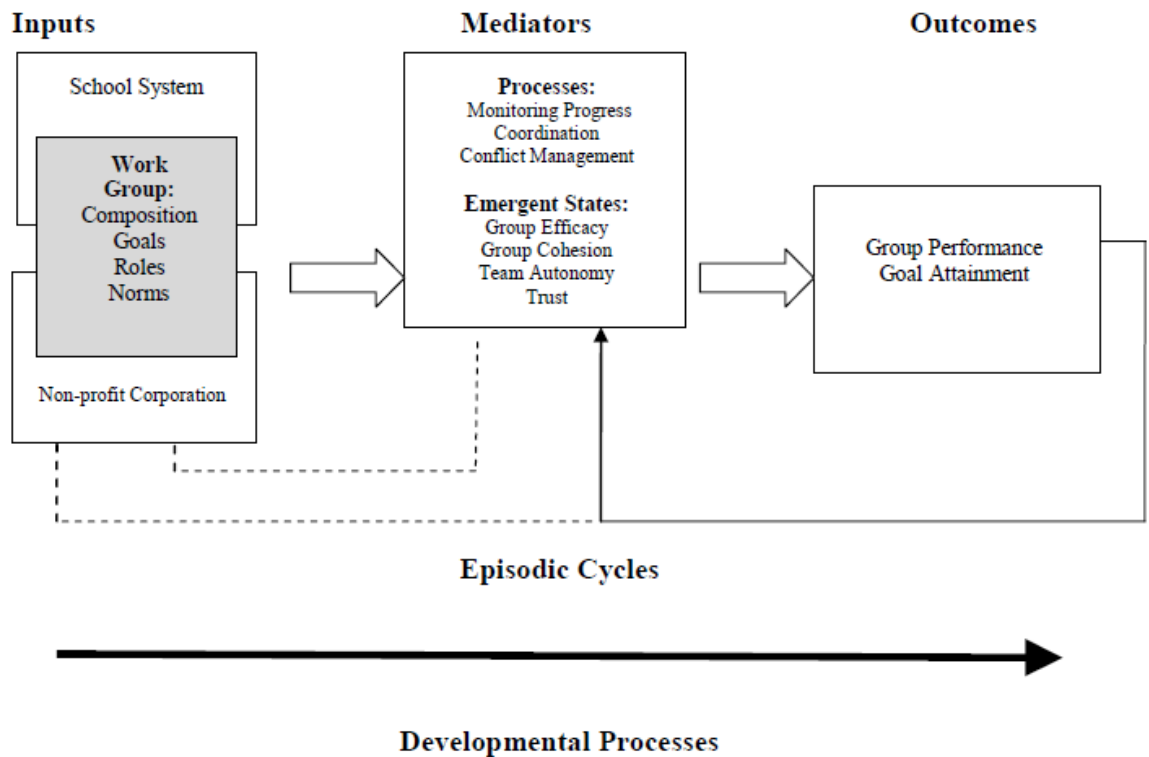 Inputs
Mediators
Outcomes
School System
Work
Group:
Composition
Goals
Roles
Norms
Non-profit Corporation
Processes:
Monitoring Progress
Coordination
Conflict Management
Emergent States:
Group Efficacy
Group Cohesion
Team Autonomy
Trust
Group Performance
Goal Attainment
Episodic Cycles
Developmental Processes